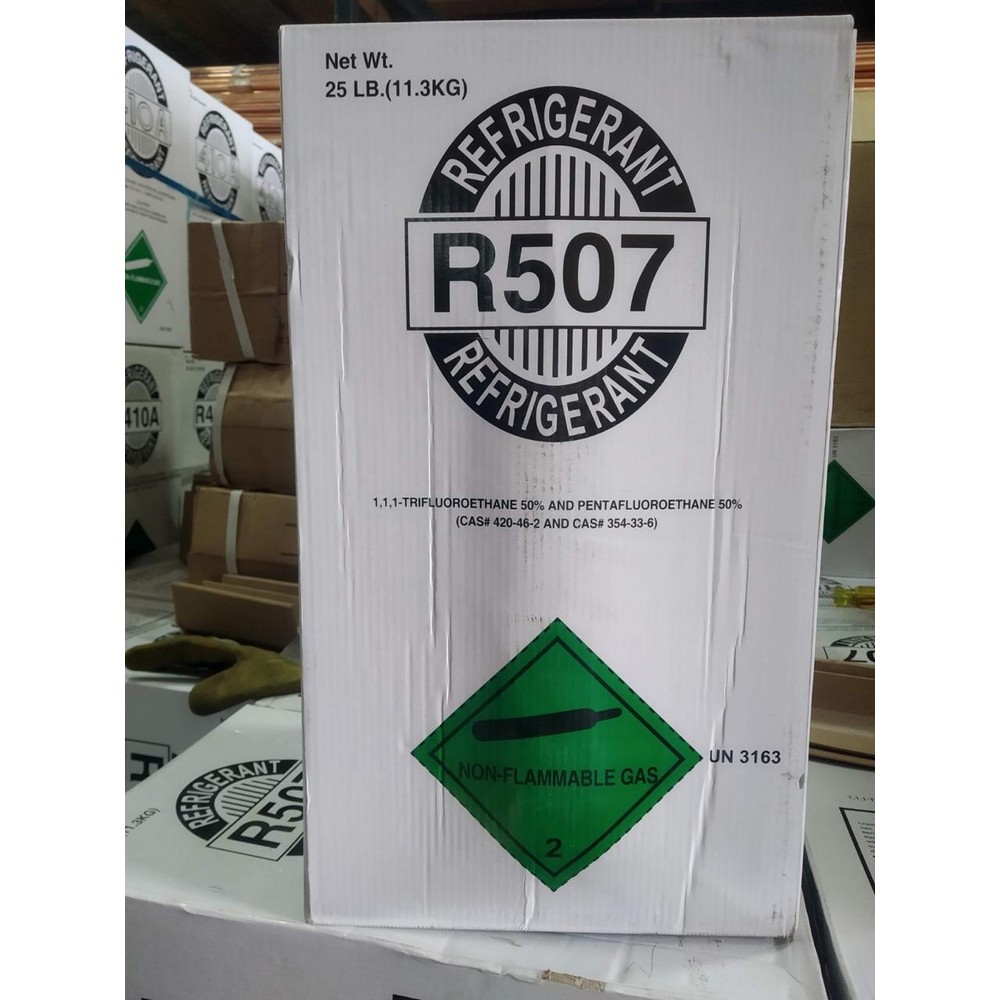 Net Wt.
25 LB.(11.3KG)
REFRIGERANT
R507
REFRIGERANT
1,1,1-TRIFLUOROETHANE 50% AND PENTAFLUOROETHANE 50%
(CAS# 420-46-2 AND CAS# 354-33-6)
NON-FLAMMABLE GAS
2
UN 3163
410A
REFRIGERANT
R507